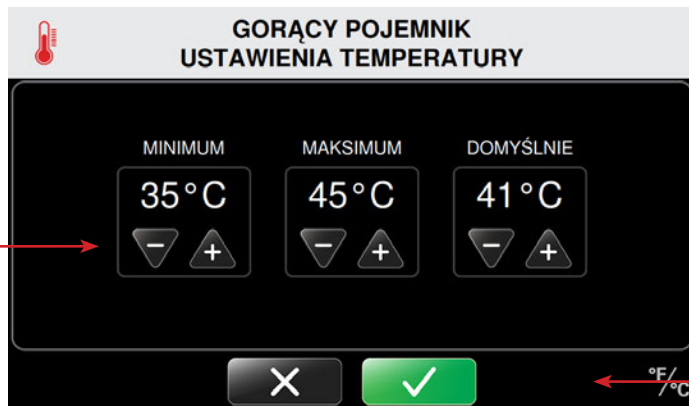 GORĄCY POJEMNIK
USTAWIENIA TEMPERATURY
MINIMUM MAKSIMUM DOMYŚLNIE
35°C 45°C 41°C
− + − + − +
°F/°C